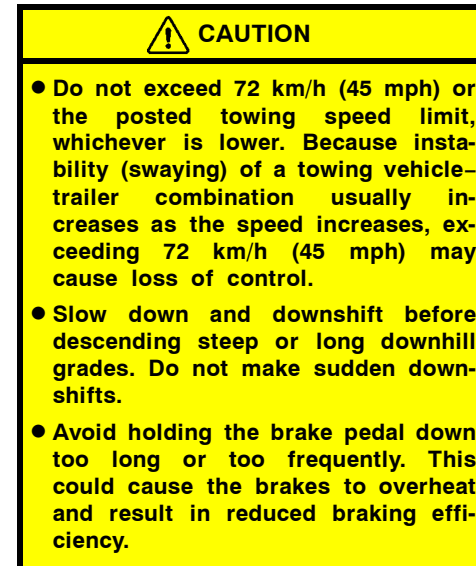 CAUTION
● Do not exceed 72 km/h (45 mph) or
the posted towing speed limit,
whichever is lower. Because insta-
bility (swaying) of a towing vehicle–
trailer combination usually in-
creases as the speed increases, ex-
ceeding 72 km/h (45 mph) may
cause loss of control.
● Slow down and downshift before
descending steep or long downhill
grades. Do not make sudden down-
shifts.
● Avoid holding the brake pedal down
too long or too frequently. This
could cause the brakes to overheat
and result in reduced braking effi-
ciency.